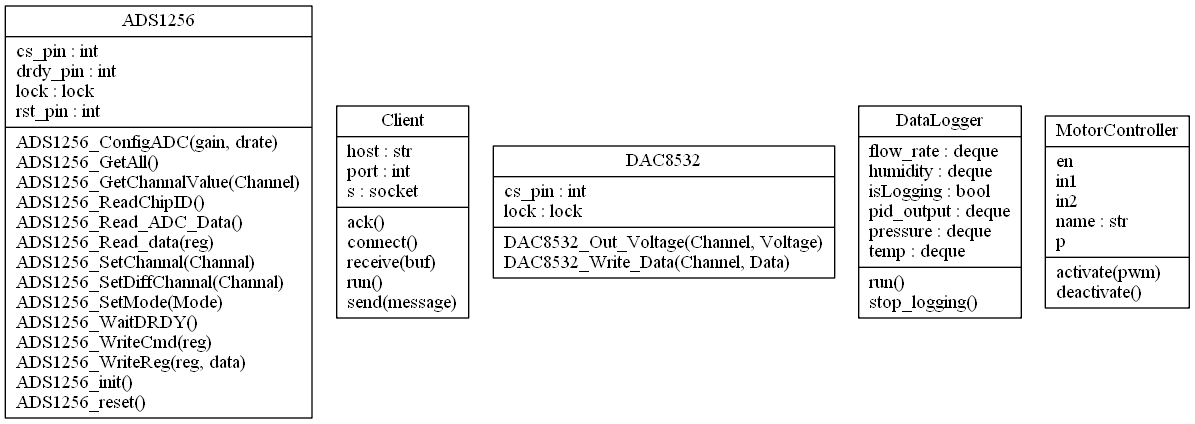 ADS1256
cs_pin : int
drdy_pin : int
lock : lock
rst_pin : int
ADS1256_ConfigADC(gain, drate)
ADS1256_GetAll()
ADS1256_GetChannalValue(Channel)
ADS1256_ReadChipID()
ADS1256_Read_ADC_Data()
ADS1256_Read_data(reg)
ADS1256_SetChannal(Channal)
ADS1256_SetDiffChannal(Channal)
ADS1256_SetMode(Mode)
ADS1256_WaitDRDY()
ADS1256_WriteCmd(reg)
ADS1256_WriteReg(reg, data)
ADS1256_init()
ADS1256_reset()
Client
host : str
port : int
s : socket
ack()
connect()
receive(buf)
run()
send(message)
DAC8532
cs_pin : int
lock : lock
DAC8532_Out_Voltage(Channel, Voltage)
DAC8532_Write_Data(Channel, Data)
DataLogger
flow_rate : deque
humidity : deque
isLogging : bool
pid_output : deque
pressure : deque
temp : deque
run()
stop_logging()
MotorController
en
in1
in2
name : str
p
activate(pwm)
deactivate()